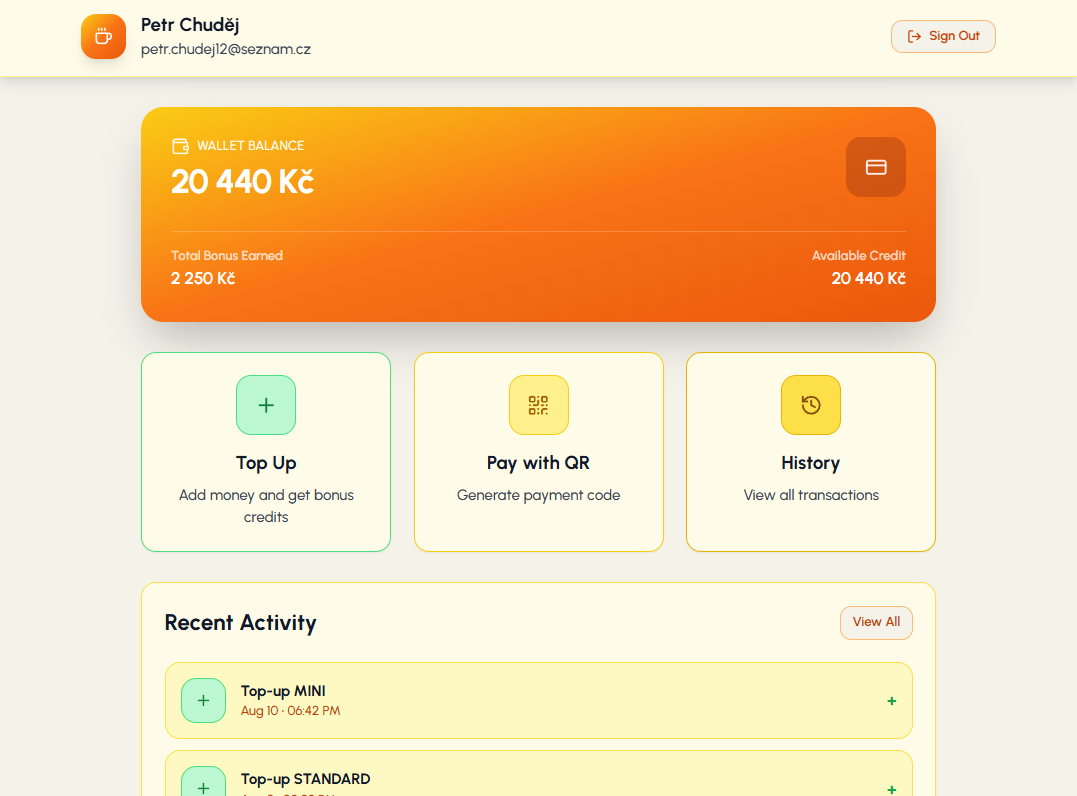 Petr Chuděj
petr.chudej12@seznam.cz
Sign Out
WALLET BALANCE
20 440 Kč
Total Bonus Earned
2 250 Kč
Available Credit
20 440 Kč
Top Up
Add money and get bonus
credits
Pay with QR
Generate payment code
History
View all transactions
Recent Activity
View All
Top-up MINI
Aug 10 · 06:42 PM
+
Top-up STANDARD
+